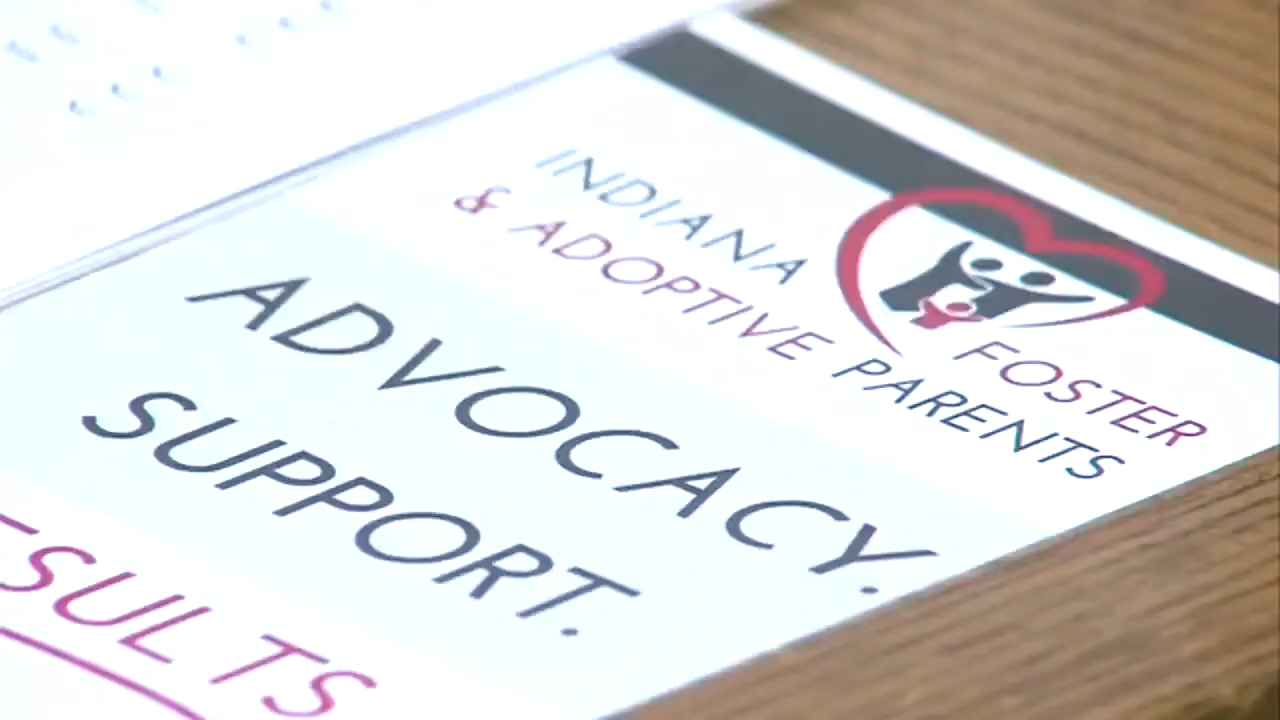 INDIANA FOSTER
& ADOPTIVE PARENTS
ADVOCACY.
SUPPORT.
ESULTS